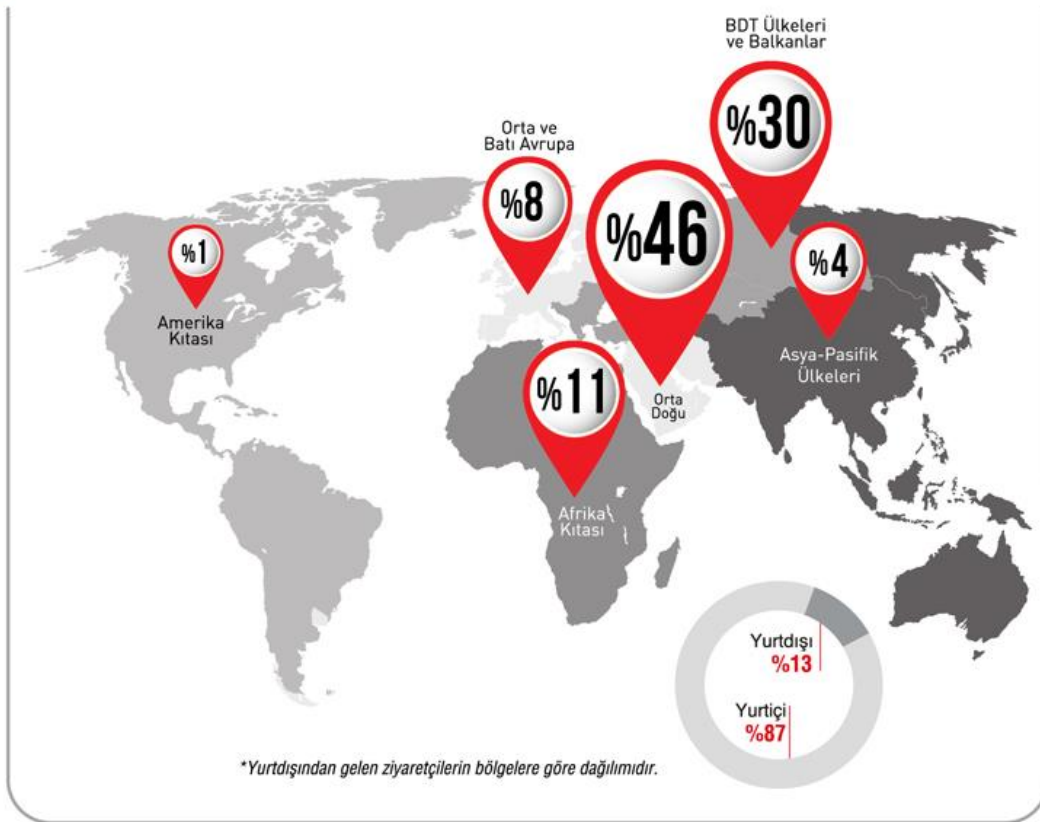 BDT Ülkeleri
ve Balkanlar
%30
Orta ve
Batı Avrupa
%8
%46
Orta
Doğu
%1
Amerika
Kıtası
%4
Asya-Pasifik
Ülkeleri
%11
Afrika
Kıtası
Yurtdışı
%13
Yurtiçi
%87
*Yurtdışından gelen ziyaretçilerin bölgelere göre dağılımıdır.